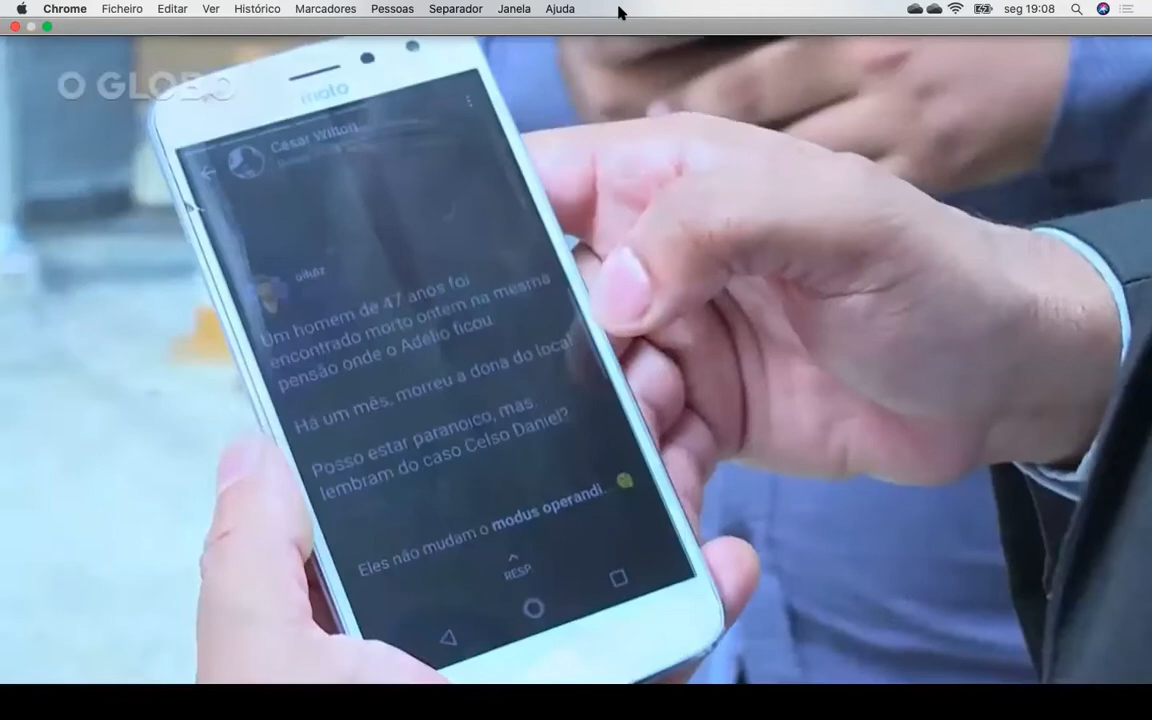 Chrome Ficheiro Editar Ver Histórico Marcadores Pessoas Separador Janela Ajuda seg 19:08
O GLOBO
moto
César Wilton
Um homem de 47 anos foi
encontrado morto ontem na mesma
pensão onde o Adelio ficou
Há um mês, morreu a dona do local
Posso estar paranoico, mas...
lembram do caso Celso Daniel?
Eles não mudam o modus operandi...
RESP